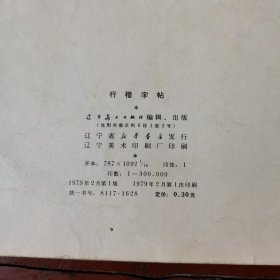 行楷字帖
*
辽宁美术出版社编辑、出版
(沈阳市南京街6段1里2号)
辽宁省新华书店发行
辽宁美术印刷厂印刷
*
开本:787×1092 1/16 印张:1
印数:1-300,000
1979年2月第1版 1979年2月第1次印刷
统一书号:8117·1628 定价:0.30元